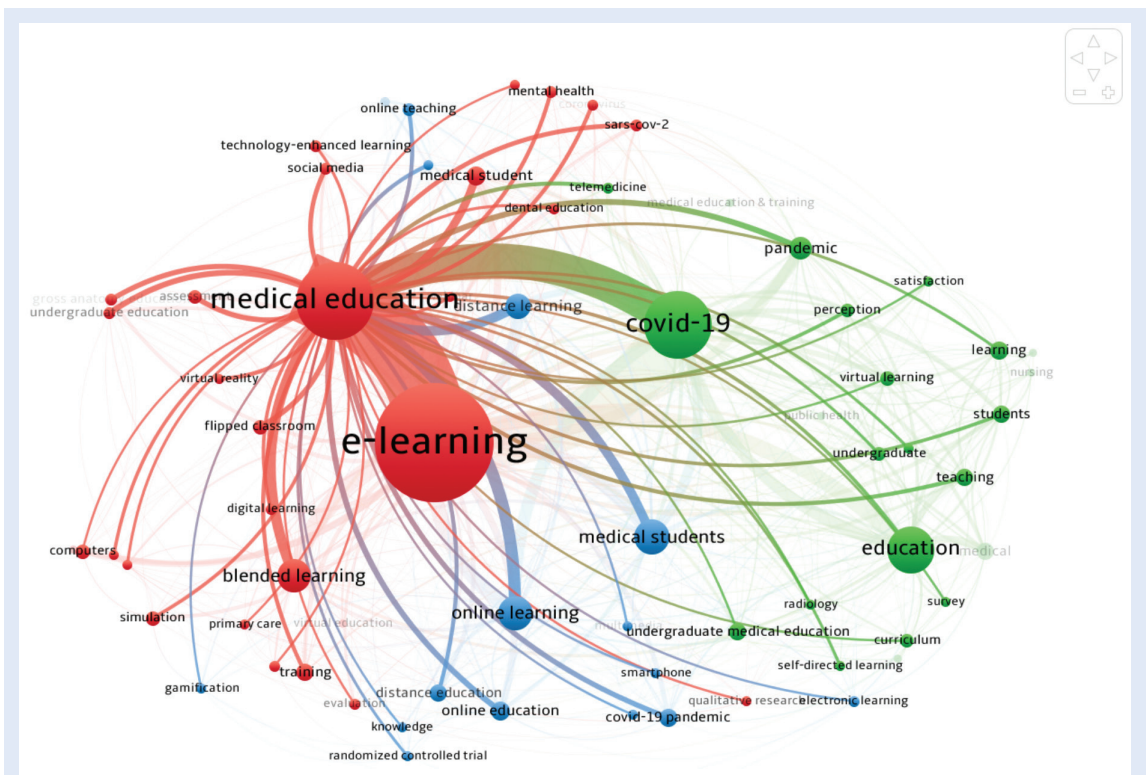 mental health
online teaching
coronavirus
sars-cov-2
technology-enhanced learning
social media
medical student
telemedicine
dental education
medical education & training
pandemic
satisfaction
medical education
distance learning
covid-19
perception
undergraduate education
learning
nursing
virtual reality
virtual learning
public health
students
flipped classroom
e-learning
undergraduate
teaching
digital learning
medical students
education
medical
computers
blended learning
survey
radiology
simulation
primary care
virtual education
online learning
undergraduate medical education
curriculum
training
smartphone
self-directed learning
gamification
distance education
evaluation
online education
qualitative research
electronic learning
covid-19 pandemic
knowledge
randomized controlled trial